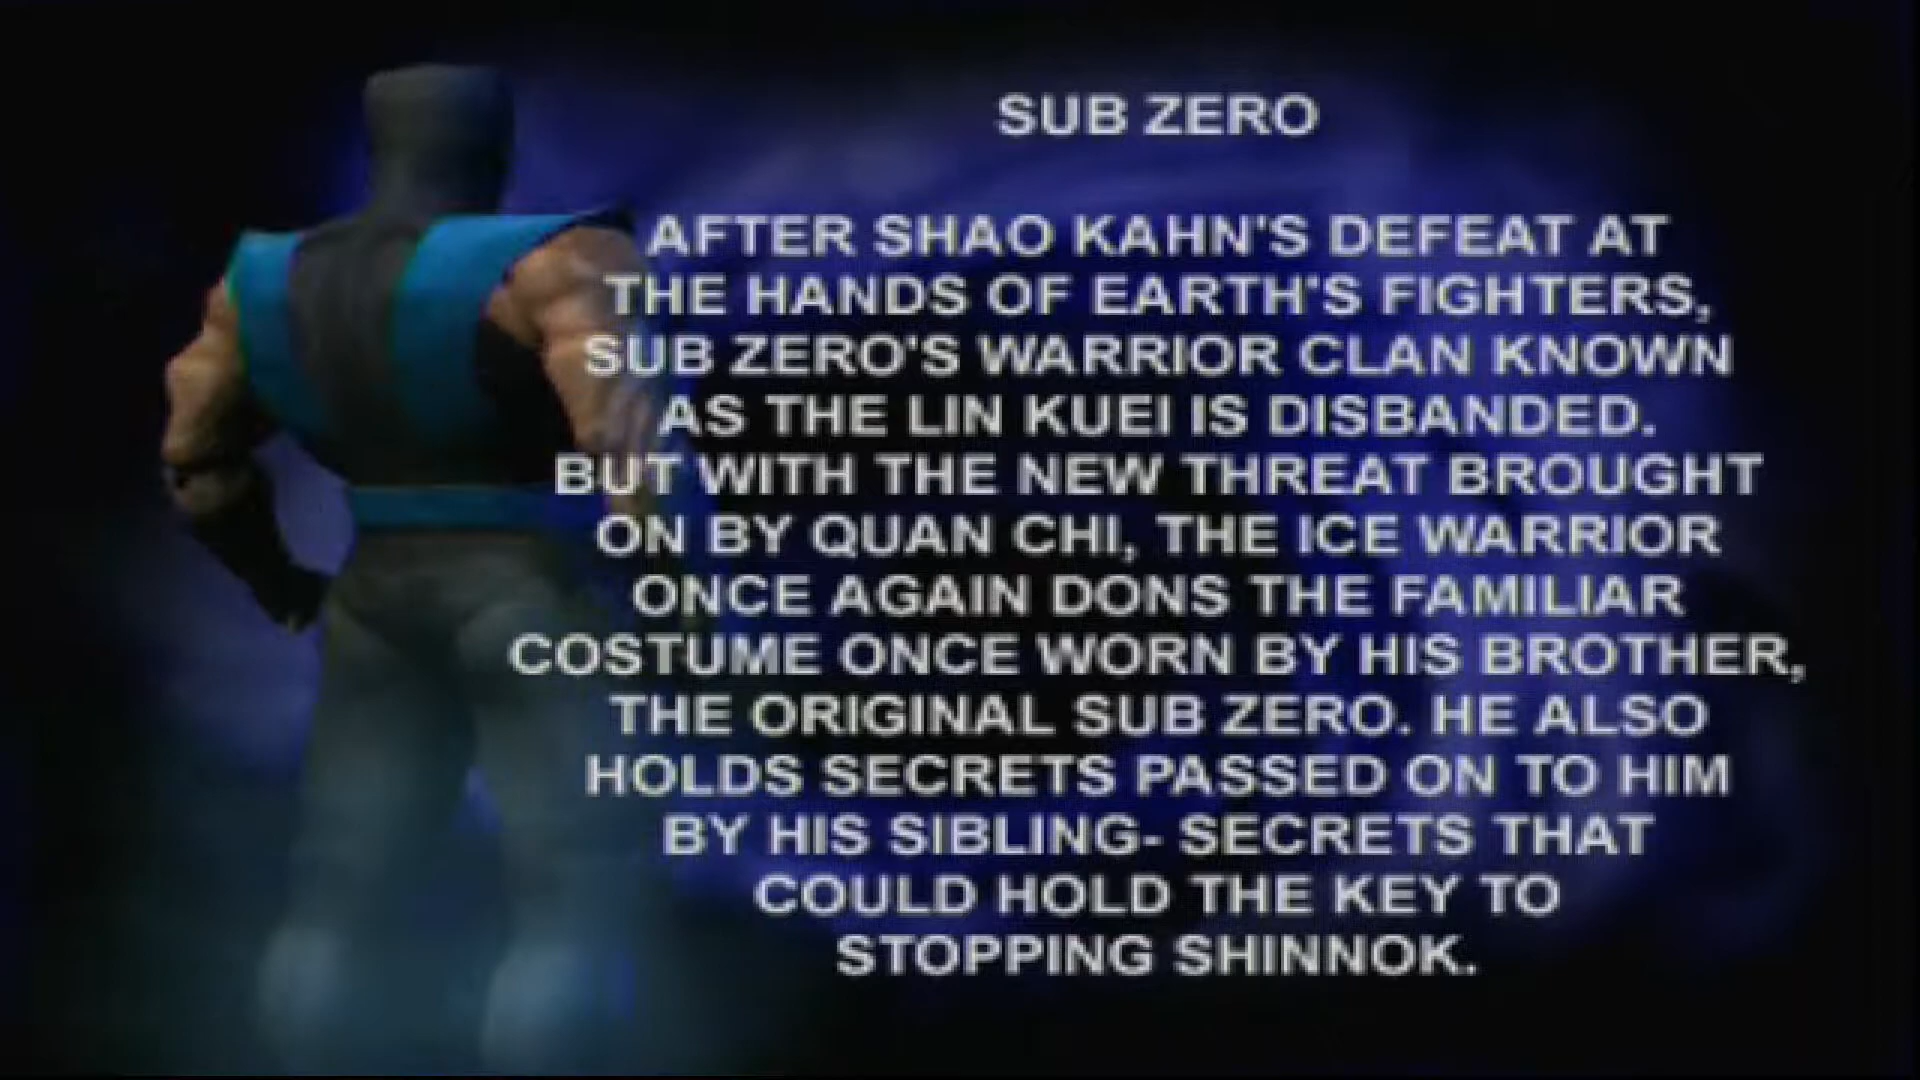 SUB ZERO
AFTER SHAO KAHN'S DEFEAT AT
THE HANDS OF EARTH'S FIGHTERS,
SUB ZERO'S WARRIOR CLAN KNOWN
AS THE LIN KUEI IS DISBANDED.
BUT WITH THE NEW THREAT BROUGHT
ON BY QUAN CHI, THE ICE WARRIOR
ONCE AGAIN DONS THE FAMILIAR
COSTUME ONCE WORN BY HIS BROTHER,
THE ORIGINAL SUB ZERO. HE ALSO
HOLDS SECRETS PASSED ON TO HIM
BY HIS SIBLING- SECRETS THAT
COULD HOLD THE KEY TO
STOPPING SHINNOK.